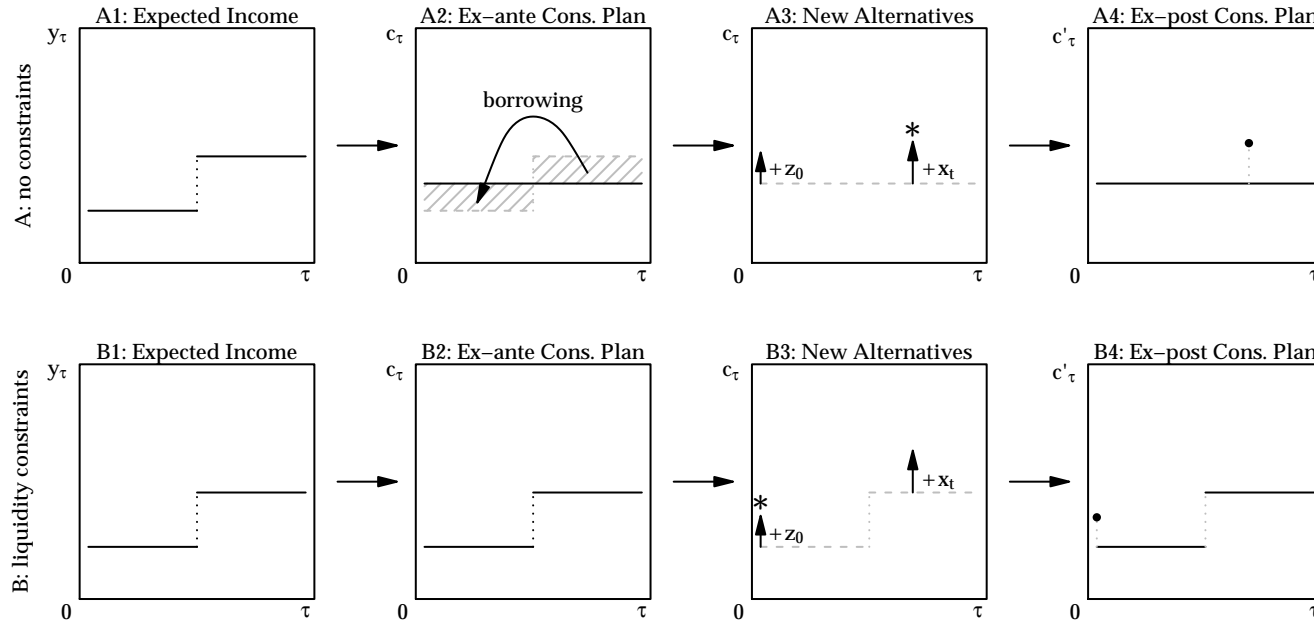 A: no constraints
A1: Expected Income
yτ
0
τ
A2: Ex−ante Cons. Plan
cτ
borrowing
0
τ
A3: New Alternatives
cτ
*
+z0
+xt
0
τ
A4: Ex−post Cons. Plan
c'τ
0
τ
B: liquidity constraints
B1: Expected Income
yτ
0
τ
B2: Ex−ante Cons. Plan
cτ
0
τ
B3: New Alternatives
cτ
*
+z0
+xt
0
τ
B4: Ex−post Cons. Plan
c'τ
0
τ